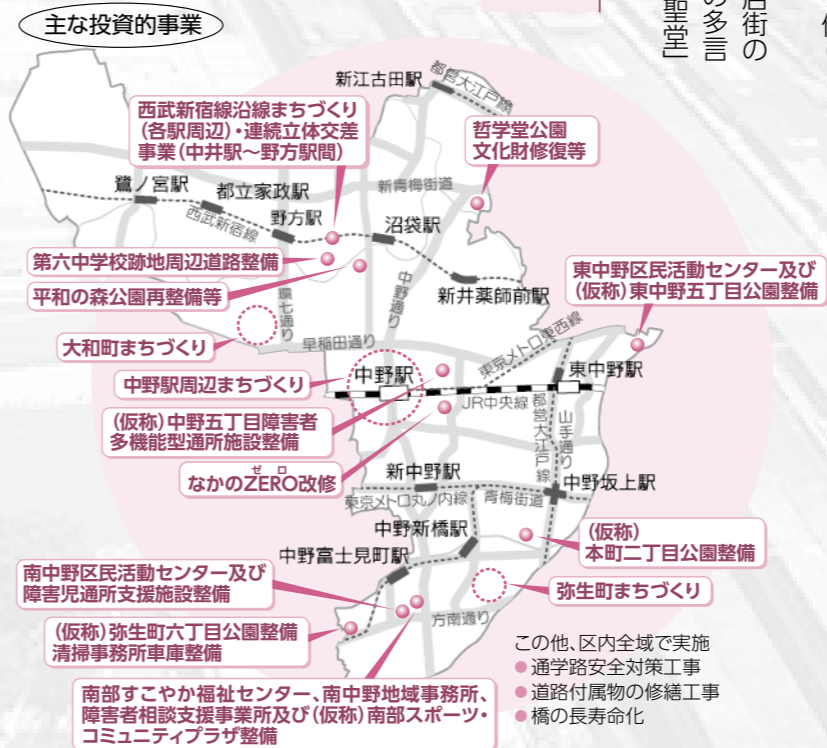 主な投資的事業
店街の
の多言
聖堂」
新江古田駅
都営大江戸線
西武新宿線沿線まちづくり
(各駅周辺)・連続立体交差
事業(中井駅～野方駅間)
哲学堂公園
文化財修復等
新青梅街道
鷺ノ宮駅
都立家政駅
野方駅
沼袋駅
西武新宿線
第六中学校跡地周辺道路整備
平和の森公園再整備等
環七通り
中野通り
新井薬師前駅
東中野区民活動センター及び
(仮称)東中野五丁目公園整備
大和町まちづくり
早稲田通り
東京メトロ東西線
中野駅周辺まちづくり
中野駅
東中野駅
JR中央線
都営大江戸線
山手通り
(仮称)中野五丁目障害者
多機能型通所施設整備
ゼロ
なかのZERO改修
新中野駅
中野坂上駅
東京メトロ丸ノ内線
青梅街道
中野新橋駅
中野富士見町駅
(仮称)
本町二丁目公園整備
南中野区民活動センター及び
障害児通所支援施設整備
弥生町まちづくり
方南通り
(仮称)弥生町六丁目公園整備
清掃事務所車庫整備
南部すこやか福祉センター、南中野地域事務所、
障害者相談支援事業所及び(仮称)南部スポーツ・
コミュニティプラザ整備
この他、区内全域で実施
●通学路安全対策工事
●道路付属物の修繕工事
●橋の長寿命化